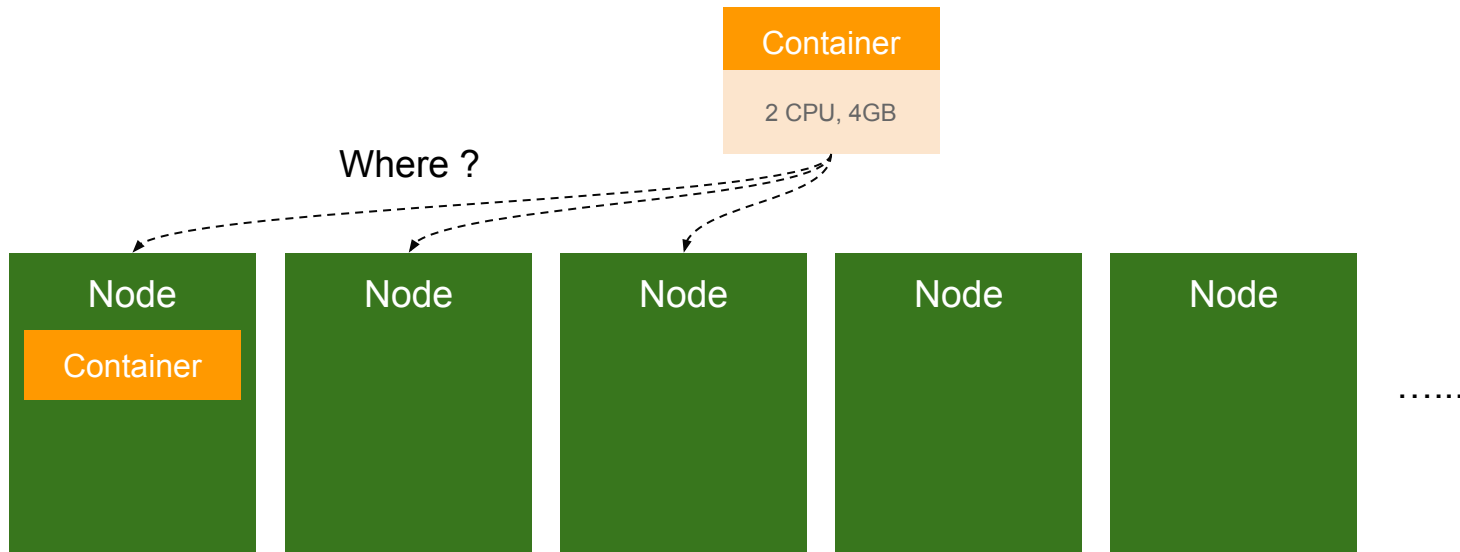 Container
2 CPU, 4GB
Where ?
Node
Node
Node
Node
Node
Container
…...